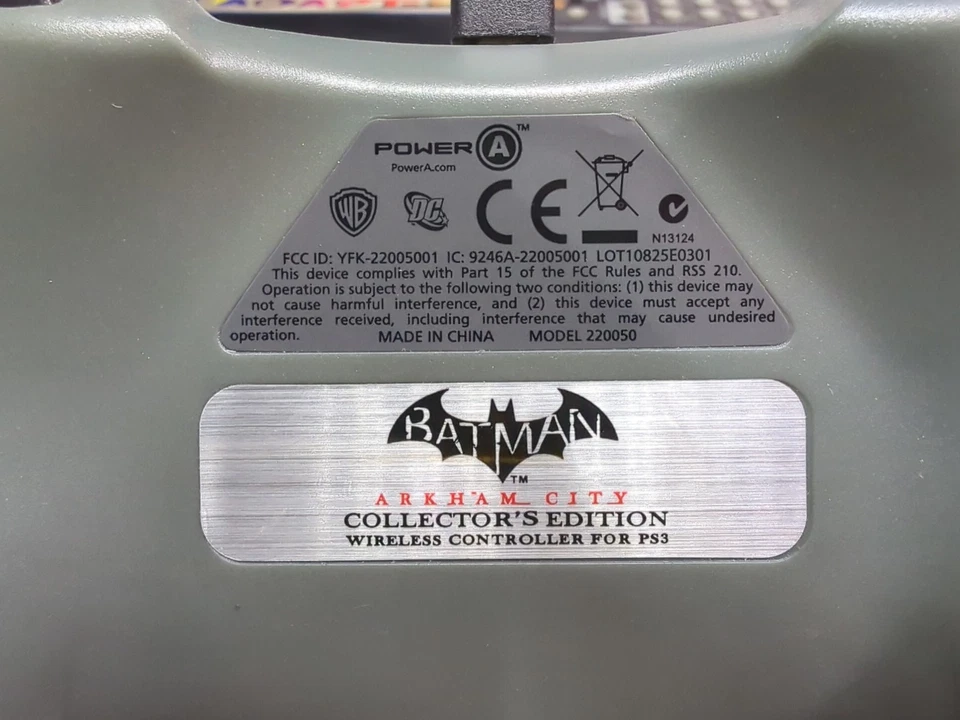 POWER A™
PowerA.com
WB DC CE
N13124
FCC ID: YFK-22005001 IC: 9246A-22005001 LOT10825E0301
This device complies with Part 15 of the FCC Rules and RSS 210.
Operation is subject to the following two conditions: (1) this device may
not cause harmful interference, and (2) this device must accept any
interference received, including interference that may cause undesired
operation. MADE IN CHINA MODEL 220050
BATMAN™
ARKHAM CITY
COLLECTOR'S EDITION
WIRELESS CONTROLLER FOR PS3